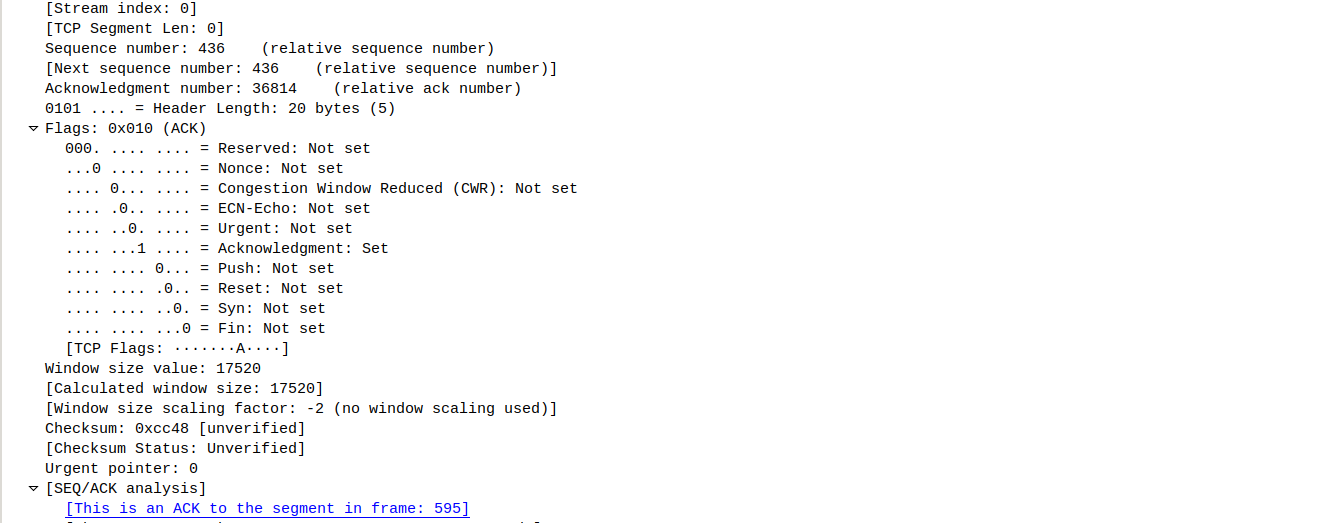 [Stream index: 0]
[TCP Segment Len: 0]
Sequence number: 436    (relative sequence number)
[Next sequence number: 436    (relative sequence number)]
Acknowledgment number: 36814    (relative ack number)
0101 .... = Header Length: 20 bytes (5)
Flags: 0x010 (ACK)
000. .... .... = Reserved: Not set
...0 .... .... = Nonce: Not set
.... 0... .... = Congestion Window Reduced (CWR): Not set
.... .0.. .... = ECN-Echo: Not set
.... ..0. .... = Urgent: Not set
.... ...1 .... = Acknowledgment: Set
.... .... 0... = Push: Not set
.... .... .0.. = Reset: Not set
.... .... ..0. = Syn: Not set
.... .... ...0 = Fin: Not set
[TCP Flags: ·······A····]
Window size value: 17520
[Calculated window size: 17520]
[Window size scaling factor: -2 (no window scaling used)]
Checksum: 0xcc48 [unverified]
[Checksum Status: Unverified]
Urgent pointer: 0
[SEQ/ACK analysis]
[This is an ACK to the segment in frame: 595]